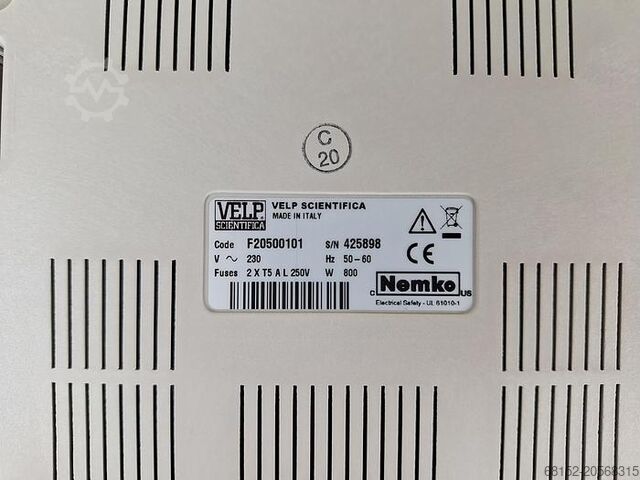 C
20
VELP
SCIENTIFICA
VELP SCIENTIFICA
MADE IN ITALY
Code F20500101 S/N 425898
V ~ 230 Hz 50-60
Fuses 2 X T5 A L 250V W 800
CE
C Nemko US
Electrical Safety - UL 61010-1
68152-20568315